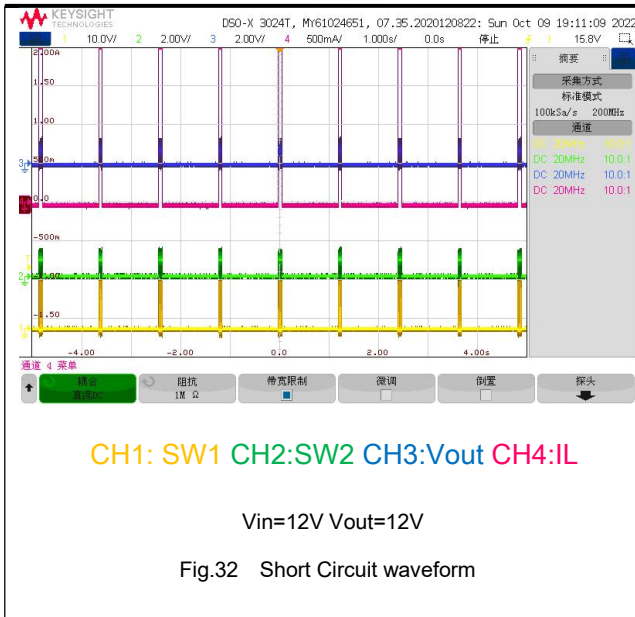 KEYSIGHT
TECHNOLOGIES
DSO-X 3024T, MY61024651, 07.35.2020120822: Sun Oct 09 19:11:09 2022
1 10.0V/ 2 2.00V/ 3 2.00V/ 4 500mA/ 1.000s/ 0.0s 停止 1 15.8V
2.00A
1.50
1.00
500m
0.0
-500m
-1.50
-4.00 -2.00 0.0 2.00 4.00s
3
2
1
摘要
采集方式
标准模式
100kSa/s 200MHz
通道
DC 20MHz 10.0:1
DC 20MHz 10.0:1
DC 20MHz 10.0:1
DC 20MHz 10.0:1
通道 4 菜单
耦合 阻抗 带宽限制 微调 倒置 探头
直流DC 1M Ω
CH1: SW1 CH2:SW2 CH3:Vout CH4:IL
Vin=12V Vout=12V
Fig.32 Short Circuit waveform